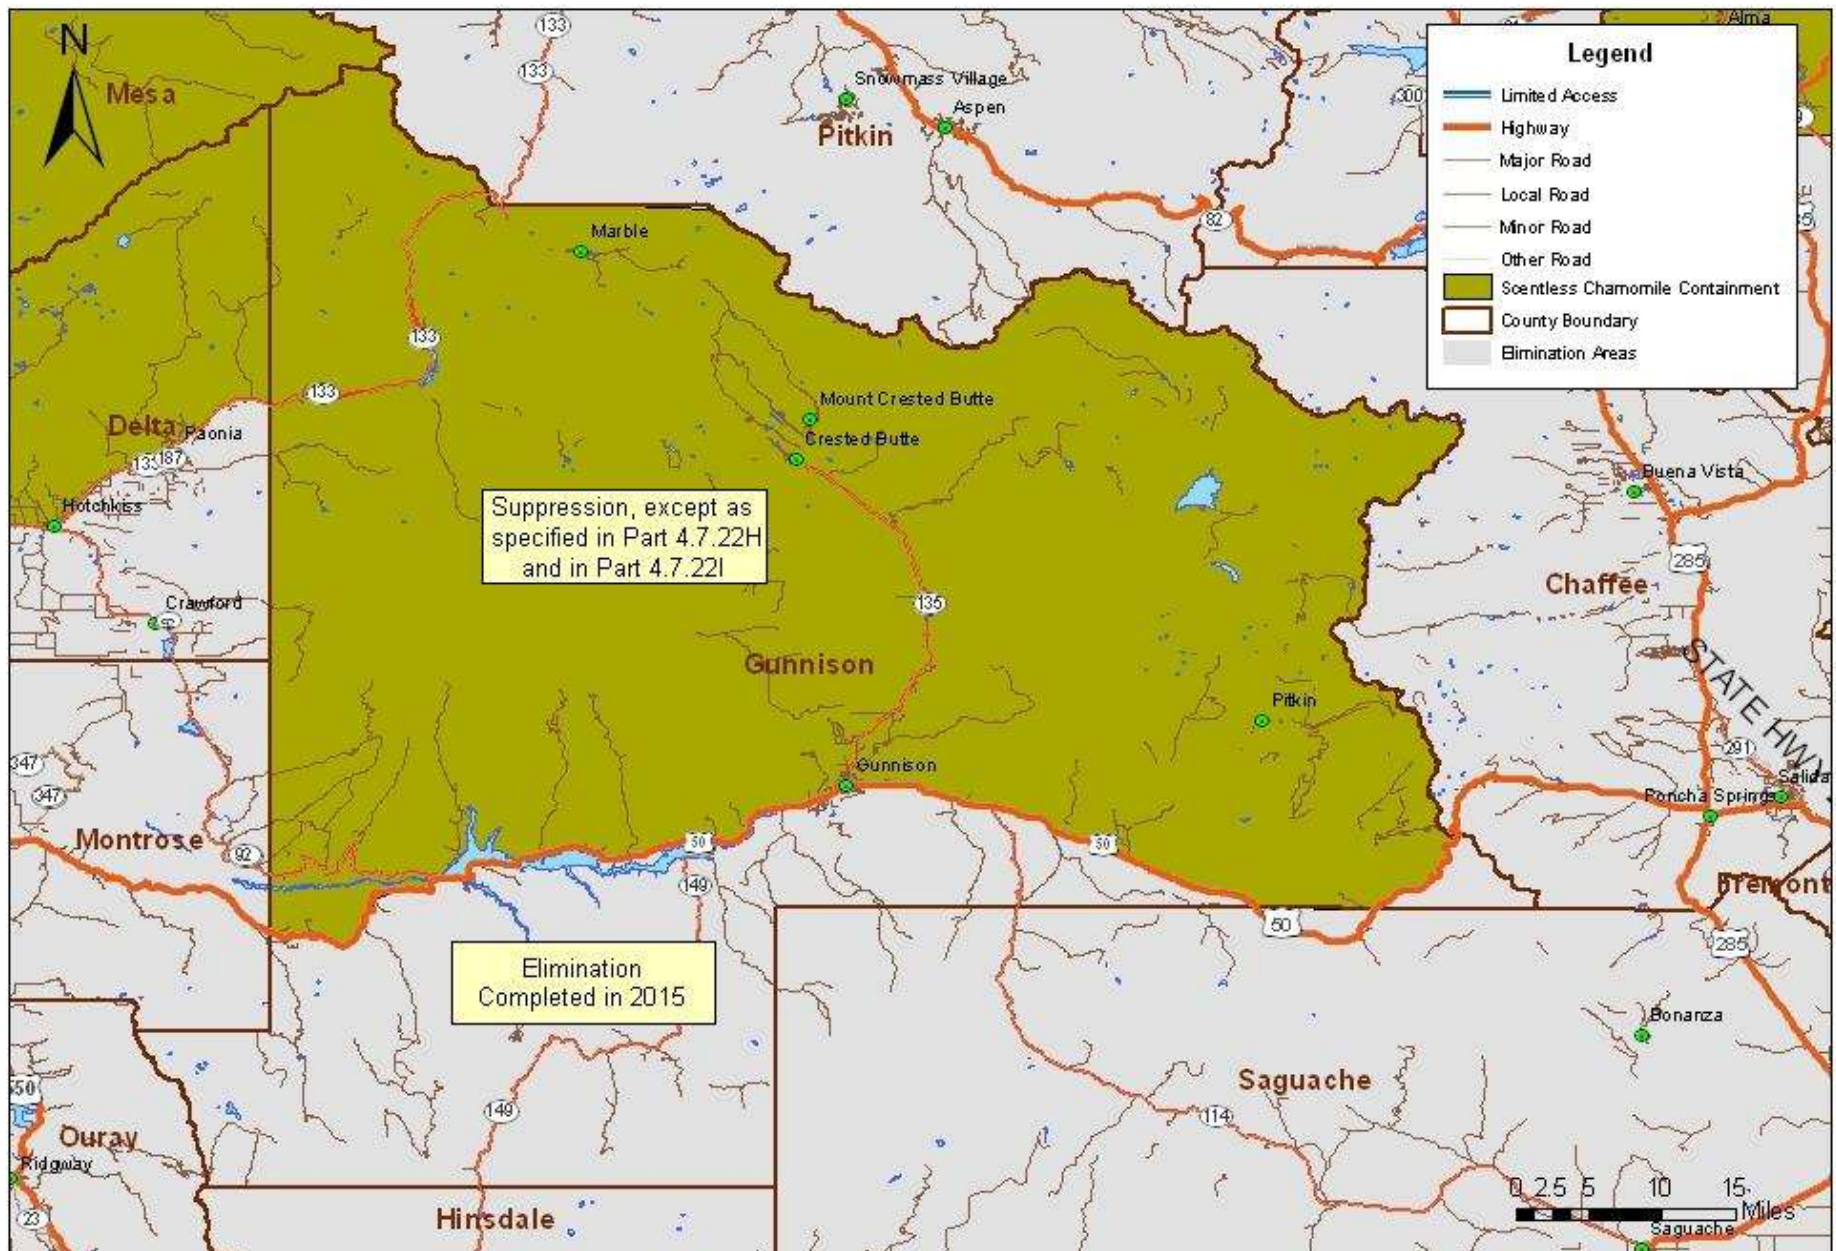 N
Mesa
133
133
Snowmass Village
Aspen
Pitkin
82
Alma
300
Legend
Limited Access
Highway
Major Road
Local Road
Minor Road
Other Road
Scentless Chamomile Containment
County Boundary
Elimination Areas
Marble
133
133
Delta
Paonia
133
187
Hotchkiss
Crawford
92
Mount Crested Butte
Crested Butte
Suppression, except as
specified in Part 4.7.22H
and in Part 4.7.22I
135
Gunnison
Pitkin
Gunnison
Buena Vista
285
Chaffee
STATE HWY
291
Salida
Poncha Springs
Fremont
285
347
347
Montrose
92
50
149
50
50
Elimination
Completed in 2015
Bonanza
Saguache
114
149
50
Ouray
Ridgway
23
Hinsdale
0 2.5 5 10 15
Miles
Saguache